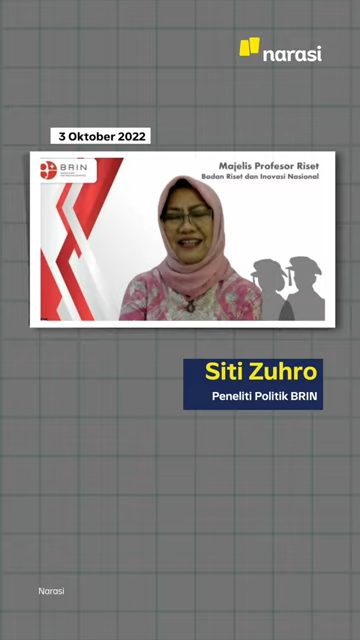 narasi
3 Oktober 2022
BRIN
Majelis Profesor Riset
Badan Riset dan Inovasi Nasional
Siti Zuhro
Peneliti Politik BRIN
Narasi